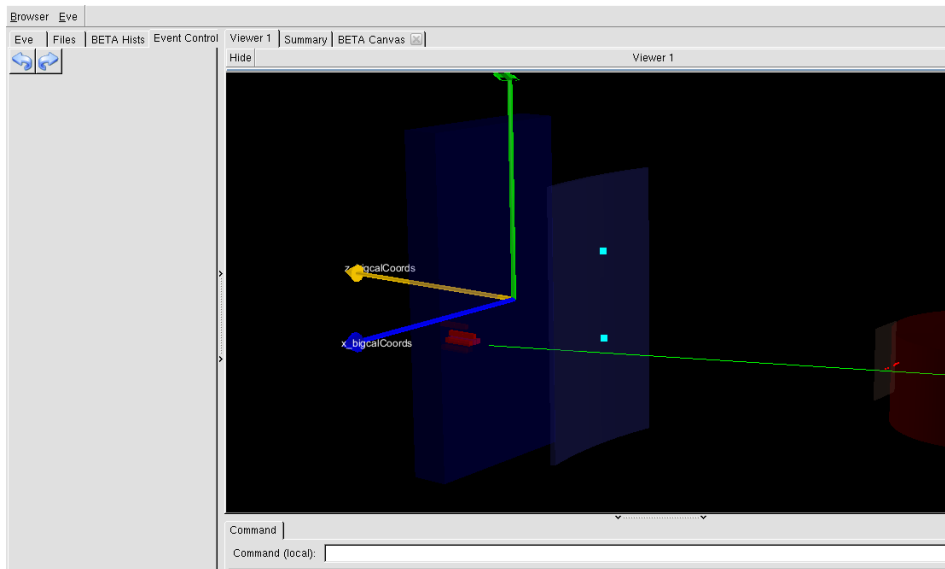 Browser Eve
Eve Files BETA Hists Event Control Viewer 1 Summary BETA Canvas
Hide Viewer 1
z_bigcalCoords
x_bigcalCoords
Command
Command (local):